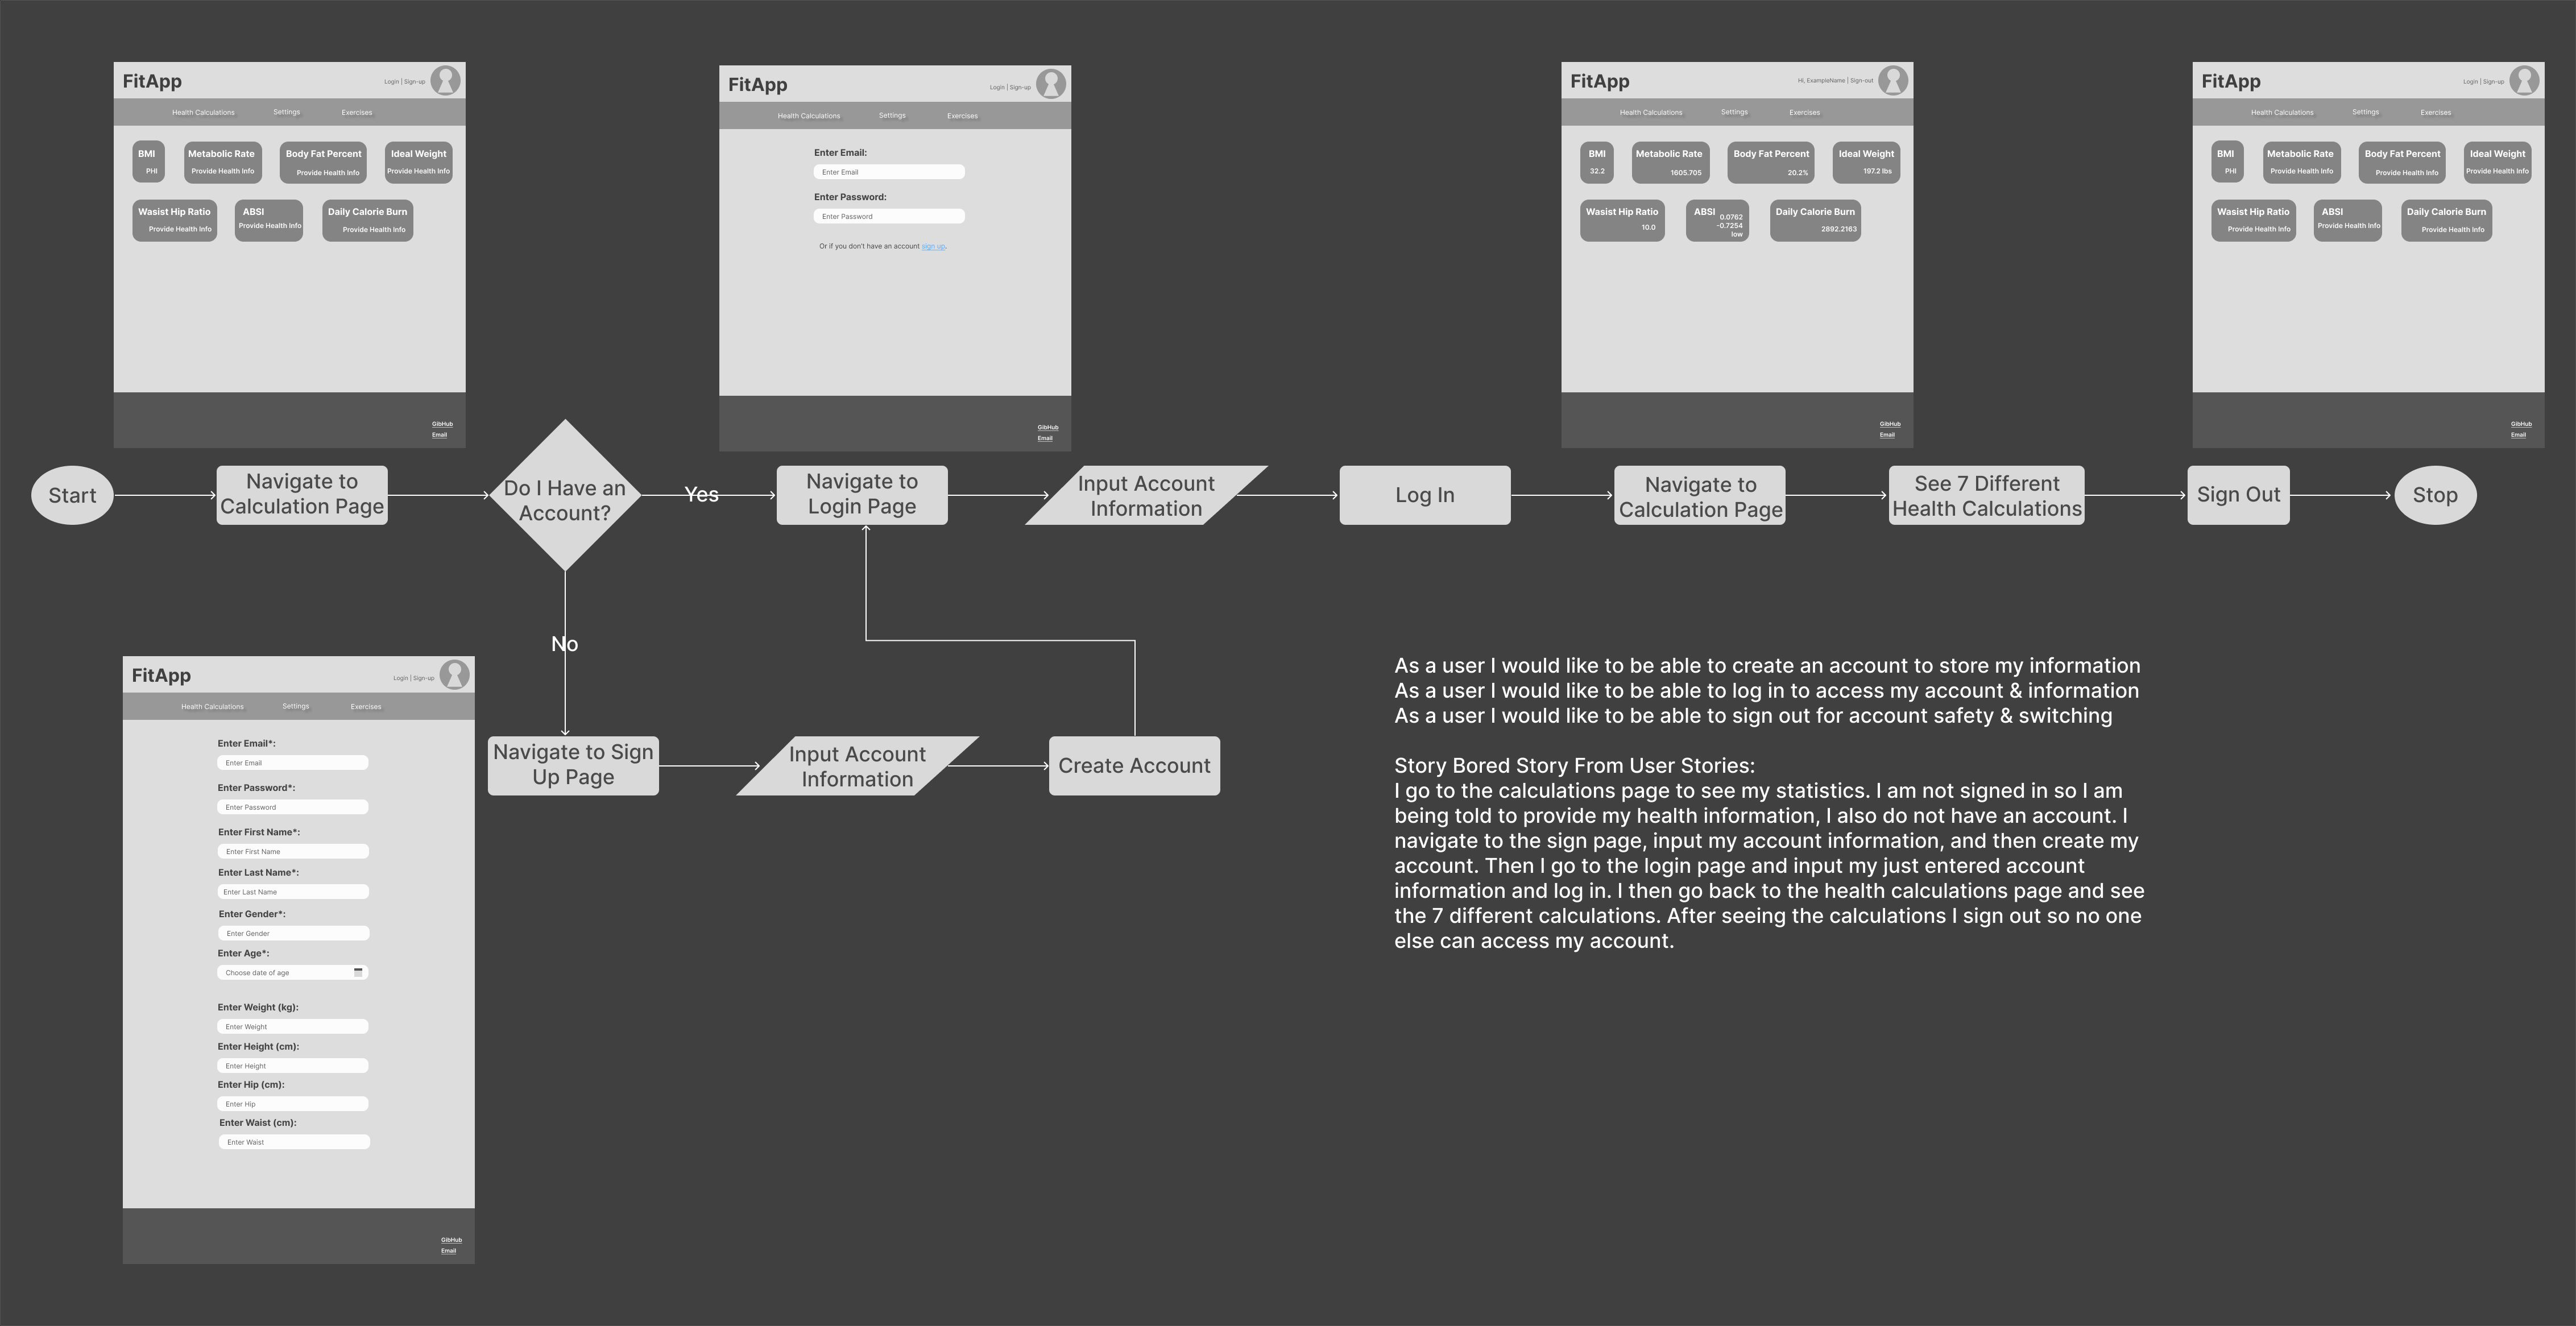 FitApp
Login | Sign-up
Health Calculations Settings Exercises
BMI
PHI
Metabolic Rate
Provide Health Info
Body Fat Percent
Provide Health Info
Ideal Weight
Provide Health Info
Wasist Hip Ratio
Provide Health Info
ABSI
Provide Health Info
Daily Calorie Burn
Provide Health Info
GibHub
Email
FitApp
Login | Sign-up
Health Calculations Settings Exercises
Enter Email:
Enter Email
Enter Password:
Enter Password
Or if you don't have an account sign up.
GibHub
Email
FitApp
Hi, ExampleName | Sign-out
Health Calculations Settings Exercises
BMI
32.2
Metabolic Rate
1605.705
Body Fat Percent
20.2%
Ideal Weight
197.2 lbs
Wasist Hip Ratio
10.0
ABSI
0.0762
-0.7254
low
Daily Calorie Burn
2892.2163
GibHub
Email
FitApp
Login | Sign-up
Health Calculations Settings Exercises
BMI
PHI
Metabolic Rate
Provide Health Info
Body Fat Percent
Provide Health Info
Ideal Weight
Provide Health Info
Wasist Hip Ratio
Provide Health Info
ABSI
Provide Health Info
Daily Calorie Burn
Provide Health Info
GibHub
Email
Start
Navigate to
Calculation Page
Do I Have an
Account?
Yes
Navigate to
Login Page
Input Account
Information
Log In
Navigate to
Calculation Page
See 7 Different
Health Calculations
Sign Out
Stop
No
Navigate to Sign
Up Page
Input Account
Information
Create Account
FitApp
Login | Sign-up
Health Calculations Settings Exercises
Enter Email*:
Enter Email
Enter Password*:
Enter Password
Enter First Name*:
Enter First Name
Enter Last Name*:
Enter Last Name
Enter Gender*:
Enter Gender
Enter Age*:
Choose date of age
Enter Weight (kg):
Enter Weight
Enter Height (cm):
Enter Height
Enter Hip (cm):
Enter Hip
Enter Waist (cm):
Enter Waist
GibHub
Email
As a user I would like to be able to create an account to store my information
As a user I would like to be able to log in to access my account & information
As a user I would like to be able to sign out for account safety & switching
Story Bored Story From User Stories:
I go to the calculations page to see my statistics. I am not signed in so I am
being told to provide my health information, I also do not have an account. I
navigate to the sign page, input my account information, and then create my
account. Then I go to the login page and input my just entered account
information and log in. I then go back to the health calculations page and see
the 7 different calculations. After seeing the calculations I sign out so no one
else can access my account.